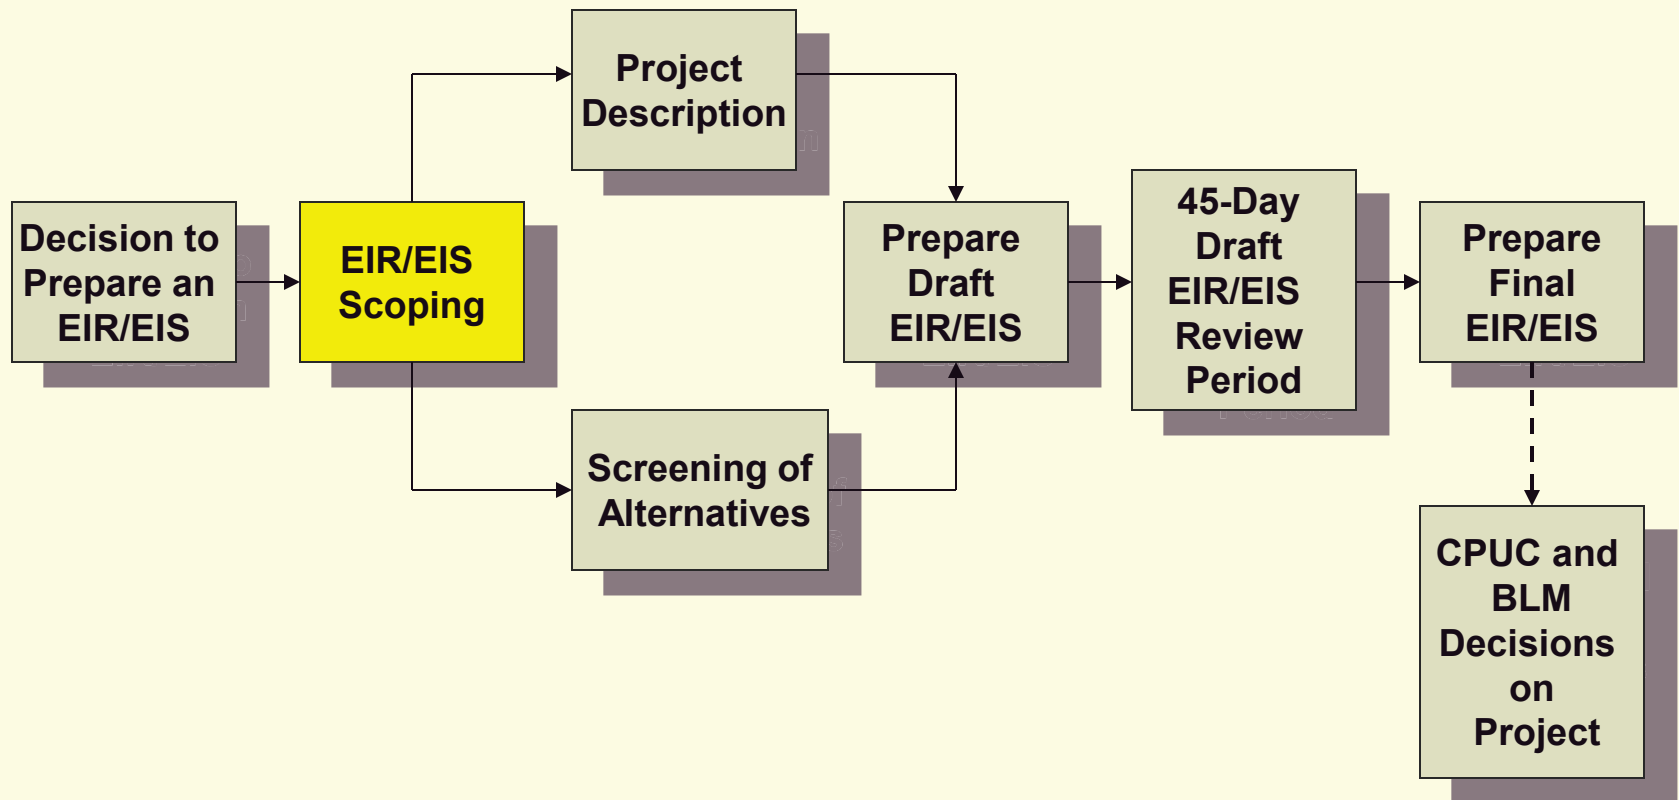 Project
Description
Decision to
Prepare an
EIR/EIS
EIR/EIS
Scoping
Prepare
Draft
EIR/EIS
45-Day
Draft
EIR/EIS
Review
Period
Prepare
Final
EIR/EIS
Screening of
Alternatives
CPUC and
BLM
Decisions
on
Project